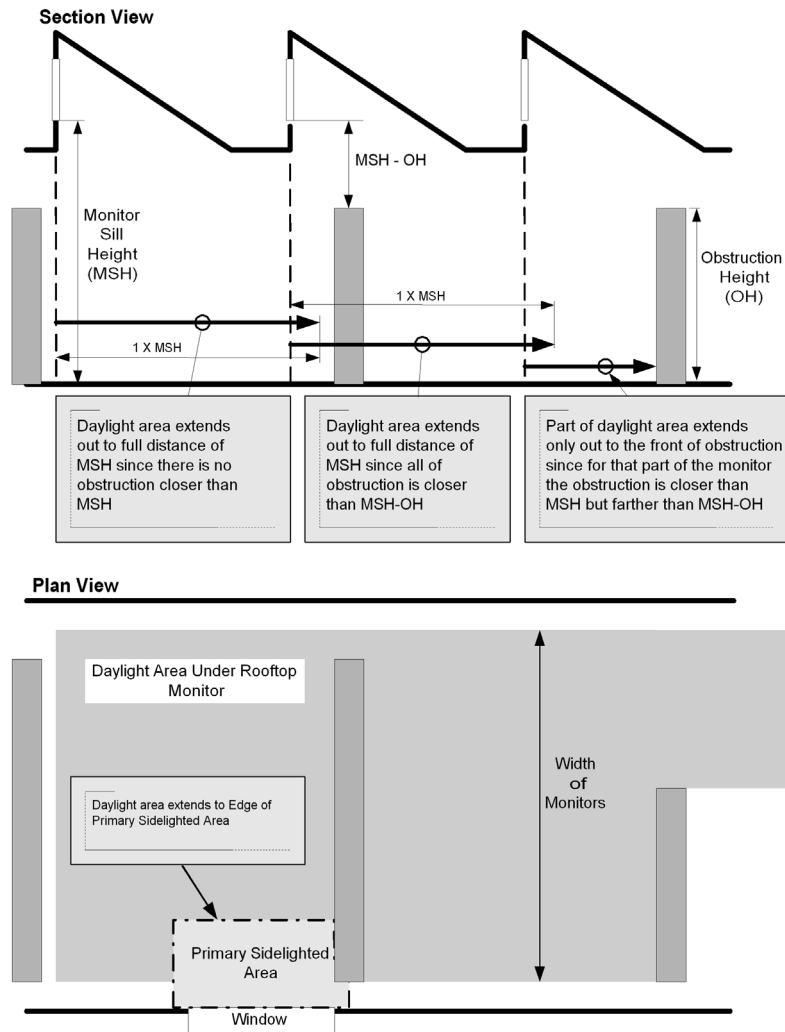 Section View
MSH - OH
Monitor
Sill
Height
(MSH)
Obstruction
Height
(OH)
1 X MSH
1 X MSH
Daylight area extends
out to full distance of
MSH since there is no
obstruction closer than
MSH
Daylight area extends
out to full distance of
MSH since all of
obstruction is closer
than MSH-OH
Part of daylight area extends
only out to the front of obstruction
since for that part of the monitor
the obstruction is closer than
MSH but farther than MSH-OH
Plan View
Daylight Area Under Rooftop
Monitor
Width
of
Monitors
Daylight area extends to Edge of
Primary Sidelighted Area
Primary Sidelighted
Area
Window